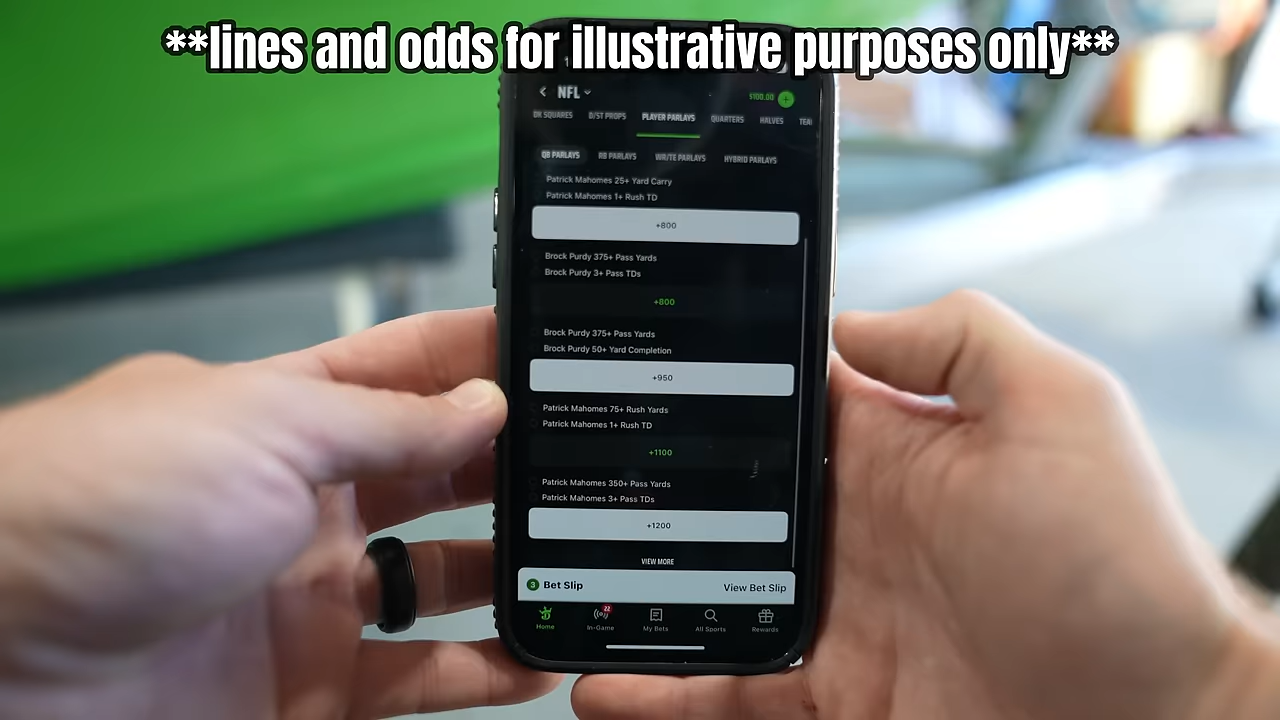 **lines and odds for illustrative purposes only**
NFL
$100.00
DK SQUARES D/ST PROPS PLAYER PARLAYS QUARTERS HALVES TEA
QB PARLAYS RB PARLAYS WR/TE PARLAYS HYBRID PARLAYS
Patrick Mahomes 25+ Yard Carry
Patrick Mahomes 1+ Rush TD
+800
Brock Purdy 375+ Pass Yards
Brock Purdy 3+ Pass TDs
+800
Brock Purdy 375+ Pass Yards
Brock Purdy 50+ Yard Completion
+950
Patrick Mahomes 75+ Rush Yards
Patrick Mahomes 1+ Rush TD
+1100
Patrick Mahomes 350+ Pass Yards
Patrick Mahomes 3+ Pass TDs
+1200
VIEW MORE
3 Bet Slip View Bet Slip
22
Home In-Game My Bets All Sports Rewards